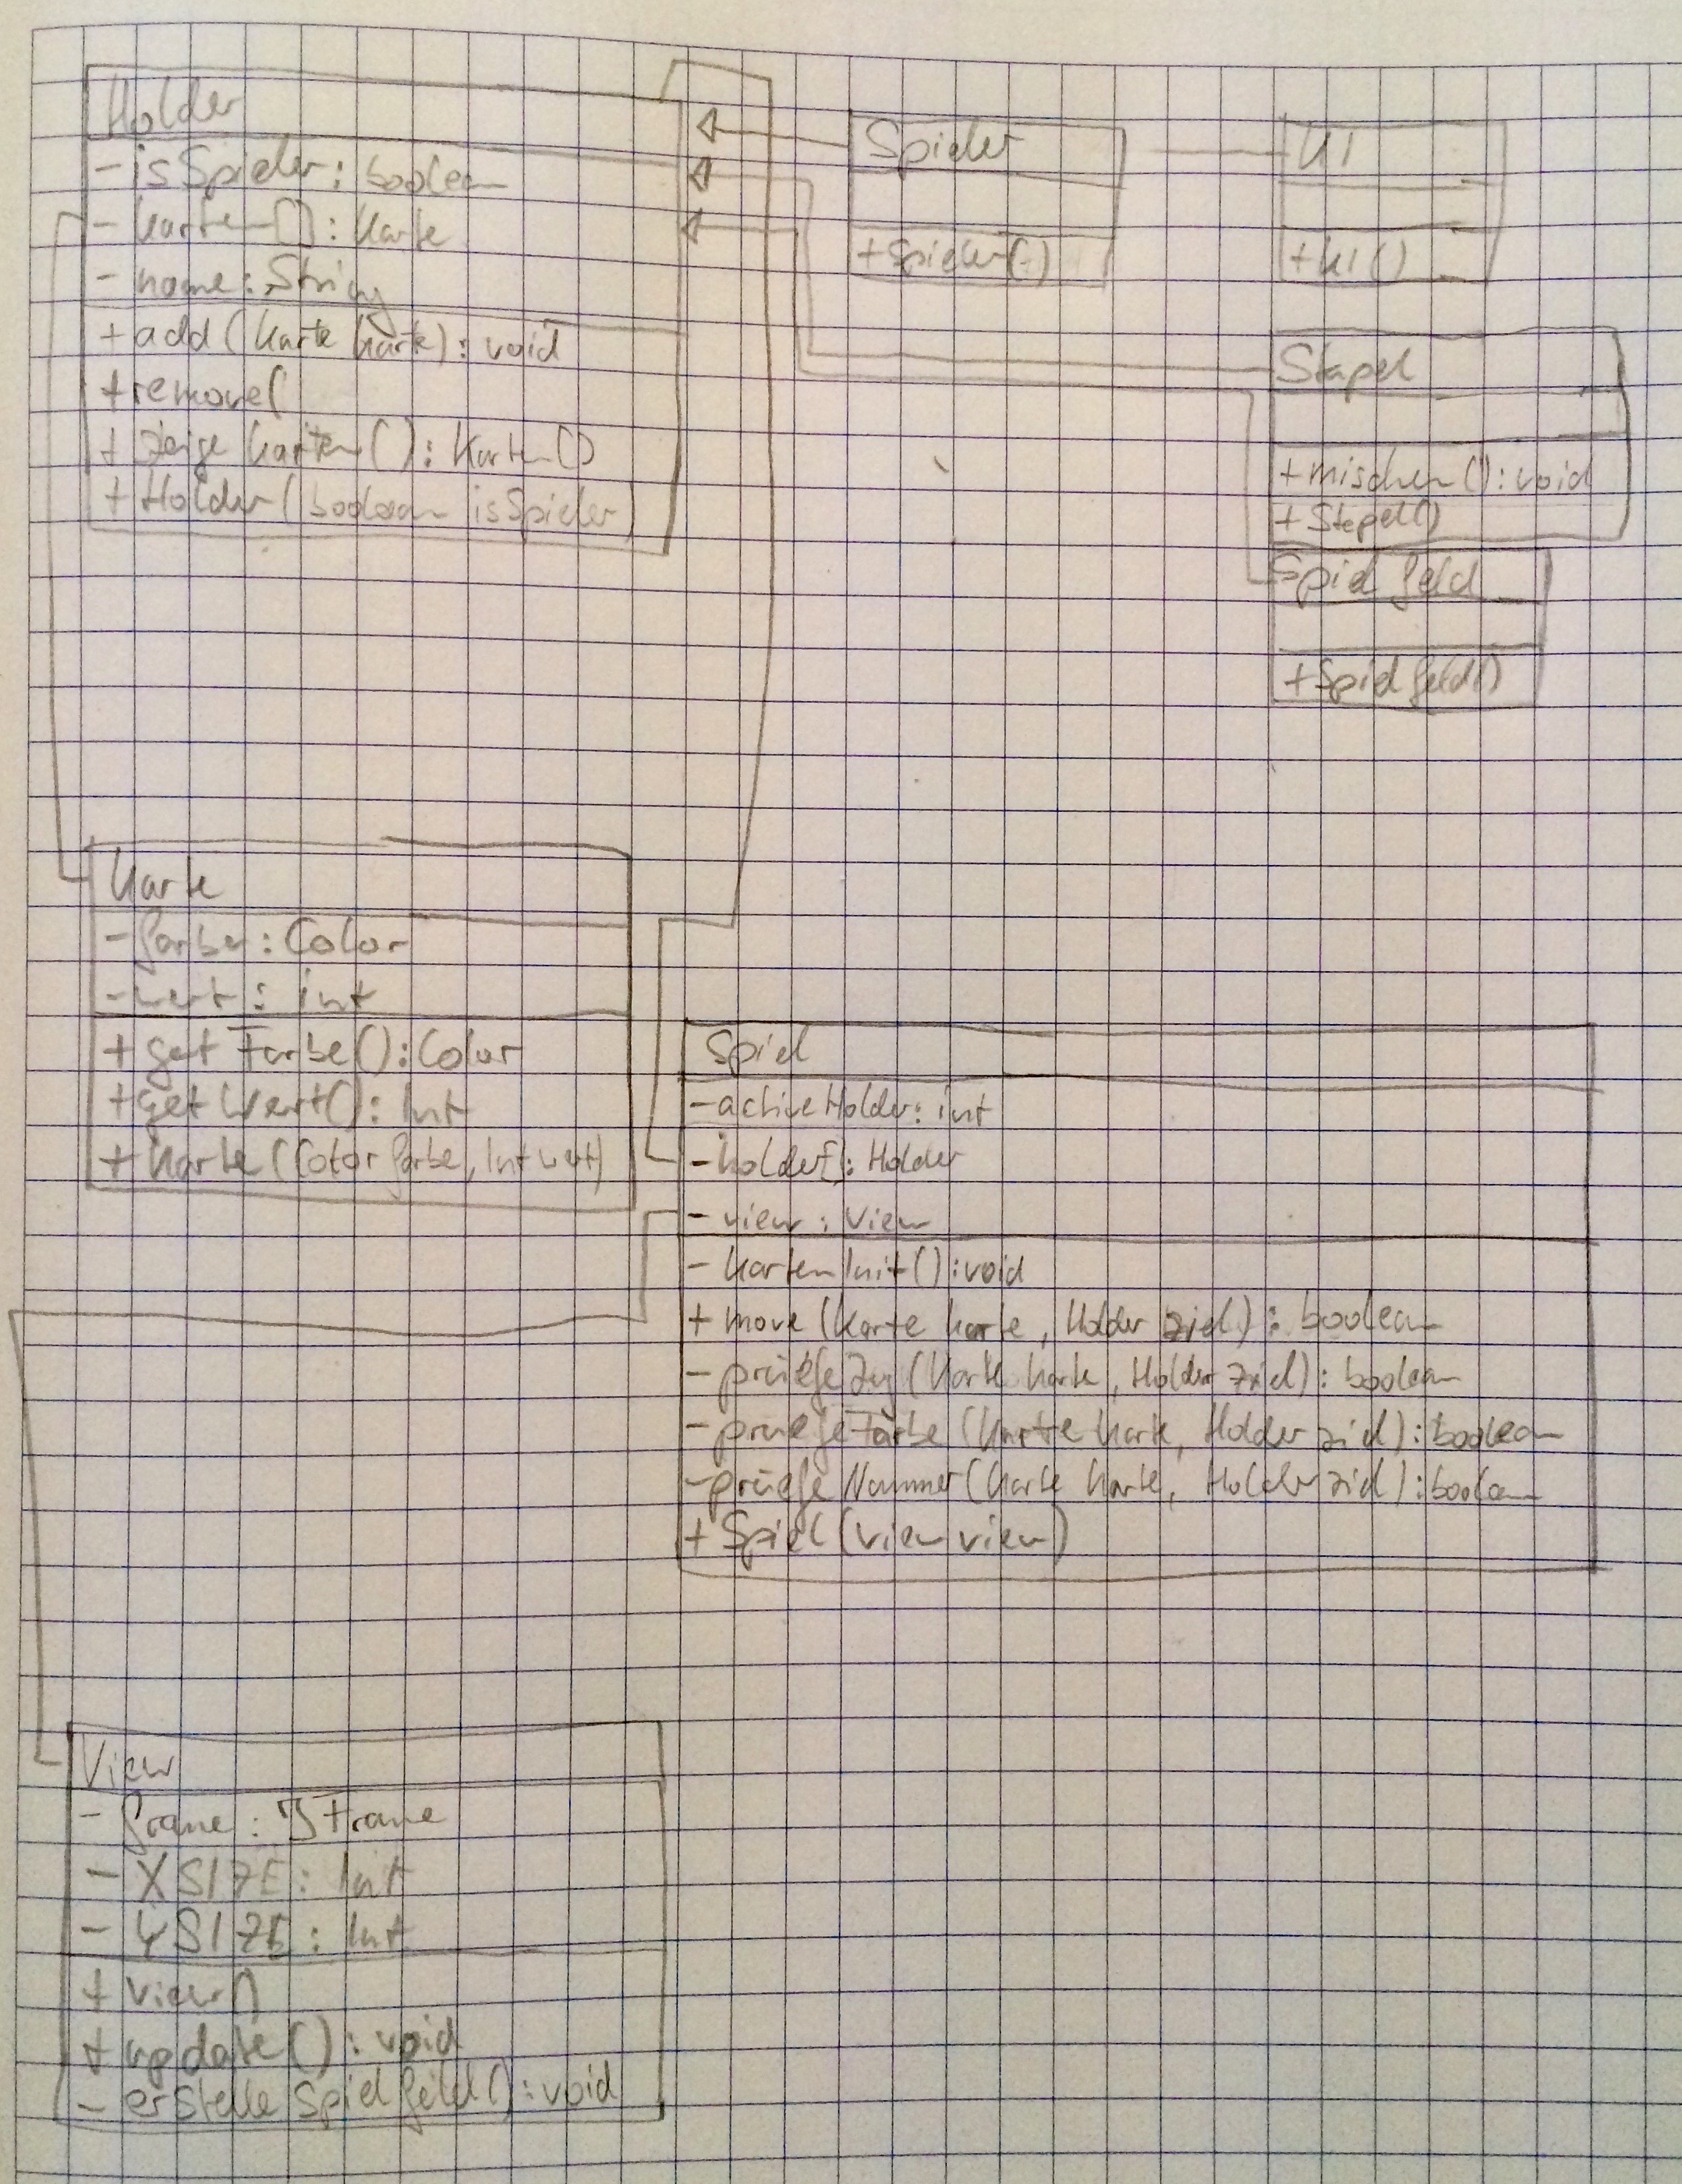 Holder
- isSpieler: boolean
- karten[]: Karte
- name: String
+ add(Karte karte): void
+ remove(
+ zeige Karten(): Karten()
+ Holder(boolean isSpieler)
Spieler
+ Spieler()
KI
+ KI()
Stapel
+ mischen(): void
+ Stapel()
Spielfeld
+ Spielfeld()
Karte
- farbe: Color
- wert: int
+ getFarbe(): Color
+ getWert(): Int
+ Karte(Color farbe, Int wert)
Spiel
- activeHolder: int
- holder[]: Holder
- view: View
- kartenInit(): void
+ move(Karte karte, Holder ziel): boolean
- prüfeZug(Karte karte, Holder ziel): boolean
- prüfeFarbe(Karte karte, Holder ziel): boolean
- prüfeNummer(Karte karte, Holder ziel): boolean
+ Spiel(View view)
View
- frame: JFrame
- XSIZE: Int
- YSIZE: Int
+ View()
+ update(): void
- erstelleSpielfeld(): void